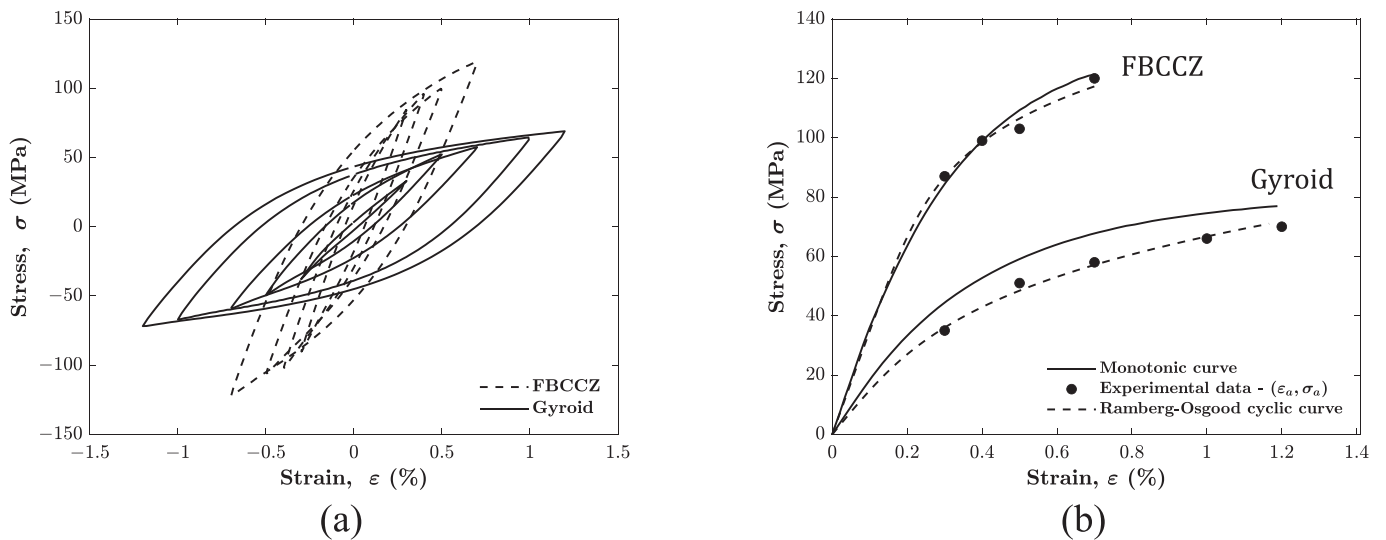 150
100
50
0
−50
−100
−150
−1.5
−1
−0.5
0
0.5
1
1.5
Stress, σ (MPa)
Strain, ε (%)
FBCCZ
Gyroid
(a)
140
120
100
80
60
40
20
0
0
0.2
0.4
0.6
0.8
1
1.2
1.4
Stress, σ (MPa)
Strain, ε (%)
FBCCZ
Gyroid
Monotonic curve
Experimental data - (εₐ, σₐ)
Ramberg-Osgood cyclic curve
(b)